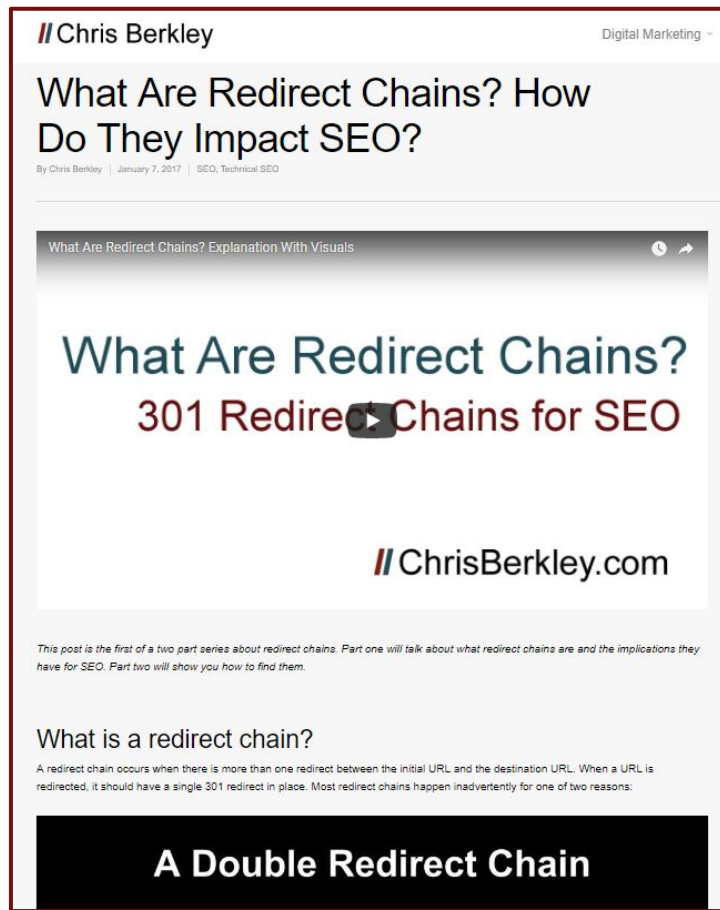 Chris Berkley
Digital Marketing
What Are Redirect Chains? How
Do They Impact SEO?
By Chris Berkley | January 7, 2017 | SEO, Technical SEO
What Are Redirect Chains? Explanation With Visuals
What Are Redirect Chains?
301 Redirect Chains for SEO
ChrisBerkley.com
This post is the first of a two part series about redirect chains. Part one will talk about what redirect chains are and the implications they
have for SEO. Part two will show you how to find them.
What is a redirect chain?
A redirect chain occurs when there is more than one redirect between the initial URL and the destination URL. When a URL is
redirected, it should have a single 301 redirect in place. Most redirect chains happen inadvertently for one of two reasons:
A Double Redirect Chain